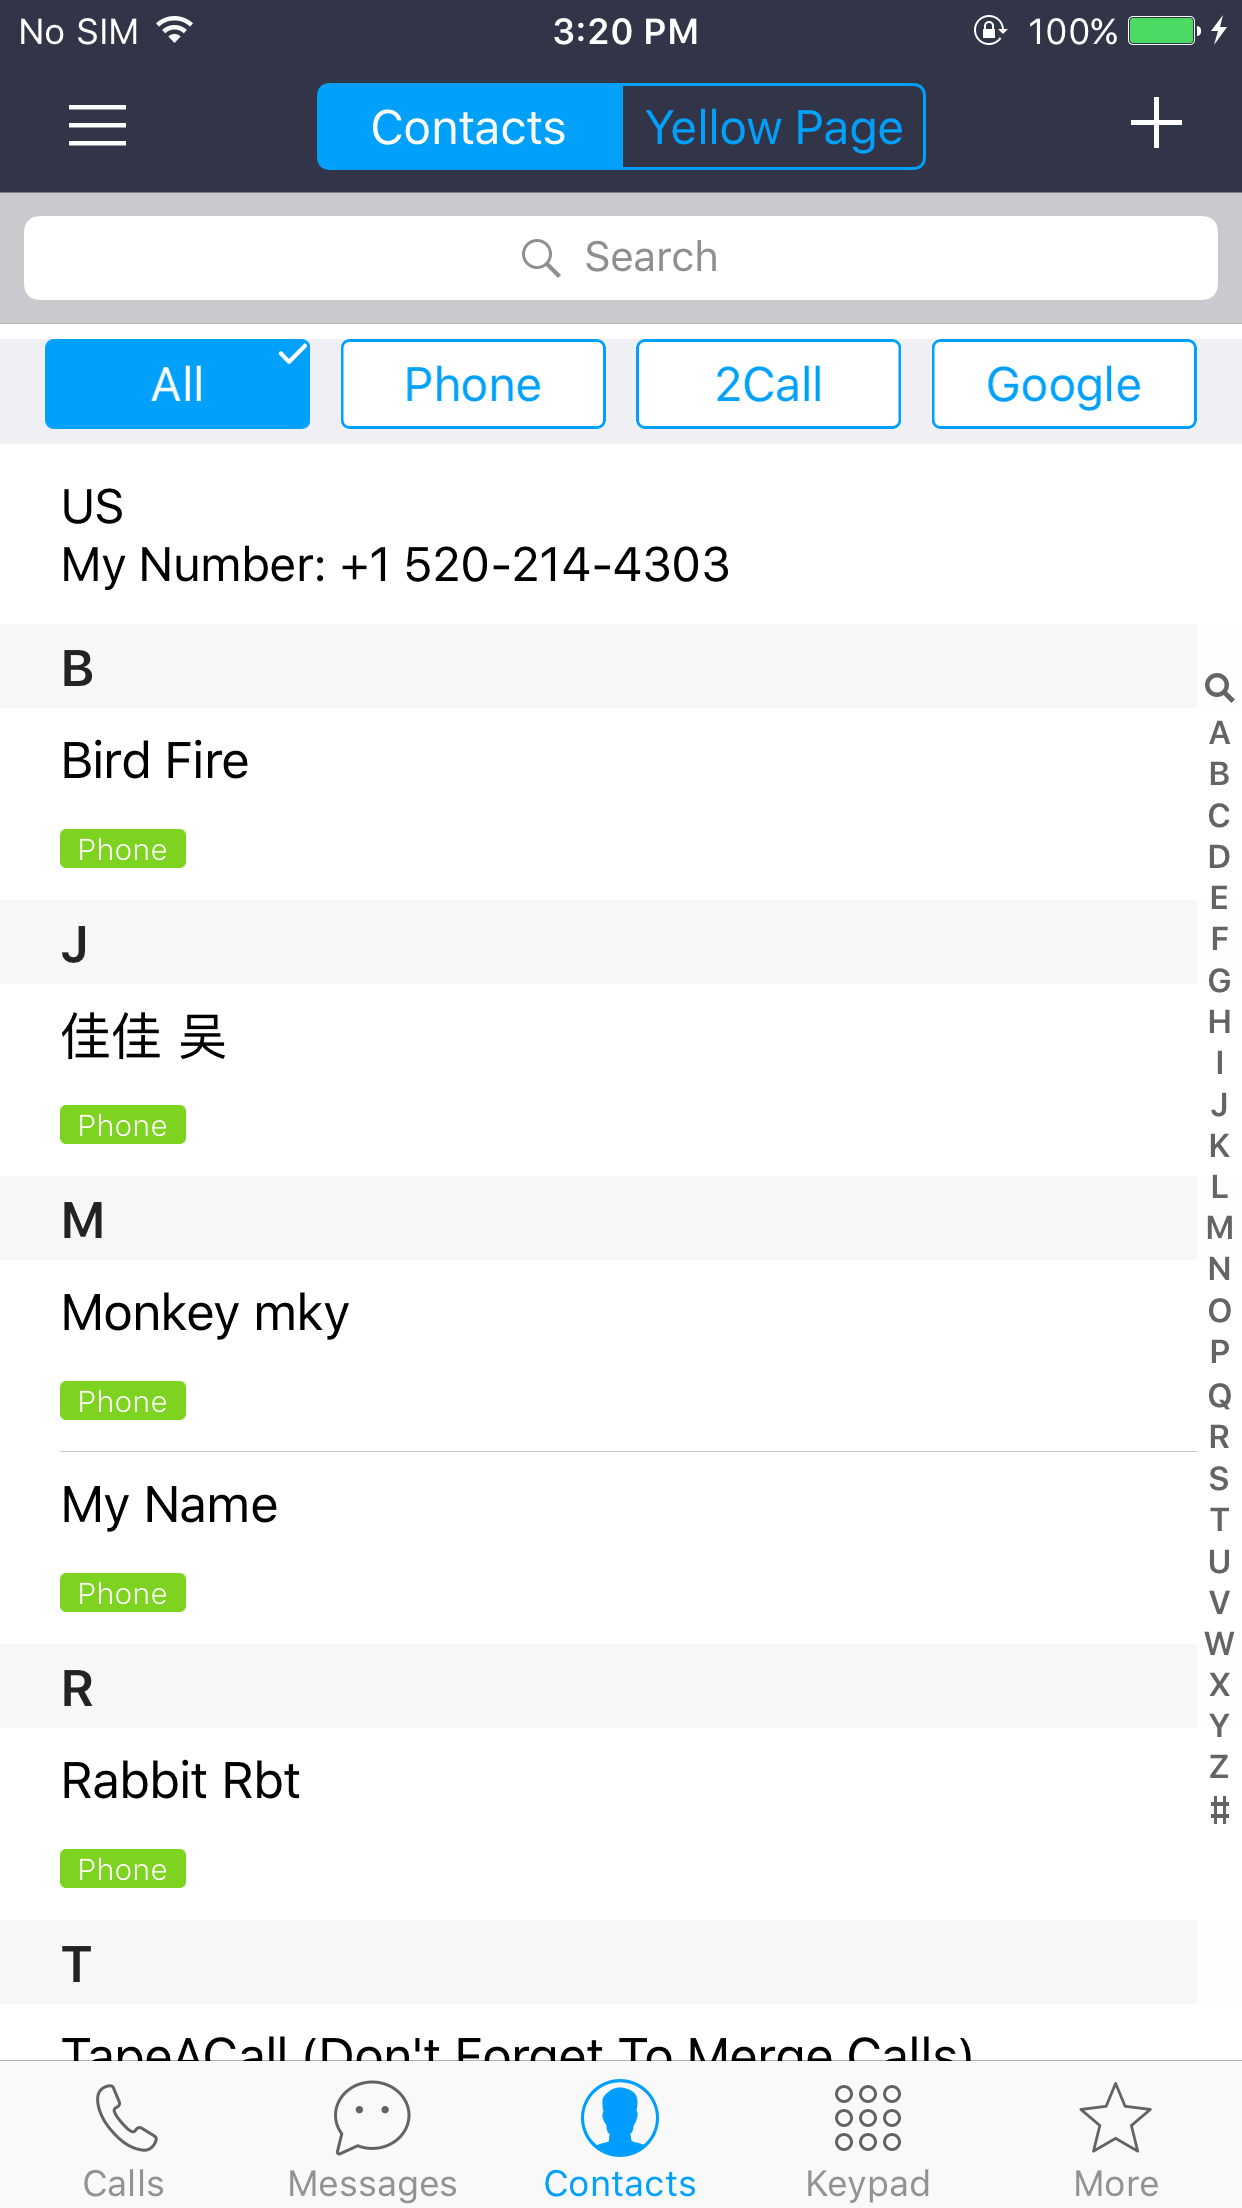 No SIM 3:20 PM 100%
Contacts Yellow Page
Search
All Phone 2Call Google
US
My Number: +1 520-214-4303
B
Bird Fire
Phone
J
佳佳 吴
Phone
M
Monkey mky
Phone
My Name
Phone
R
Rabbit Rbt
Phone
T
TapeACall (Don't Forget To Merge Calls)
A
B
C
D
E
F
G
H
I
J
K
L
M
N
O
P
Q
R
S
T
U
V
W
X
Y
Z
#
Calls Messages Contacts Keypad More